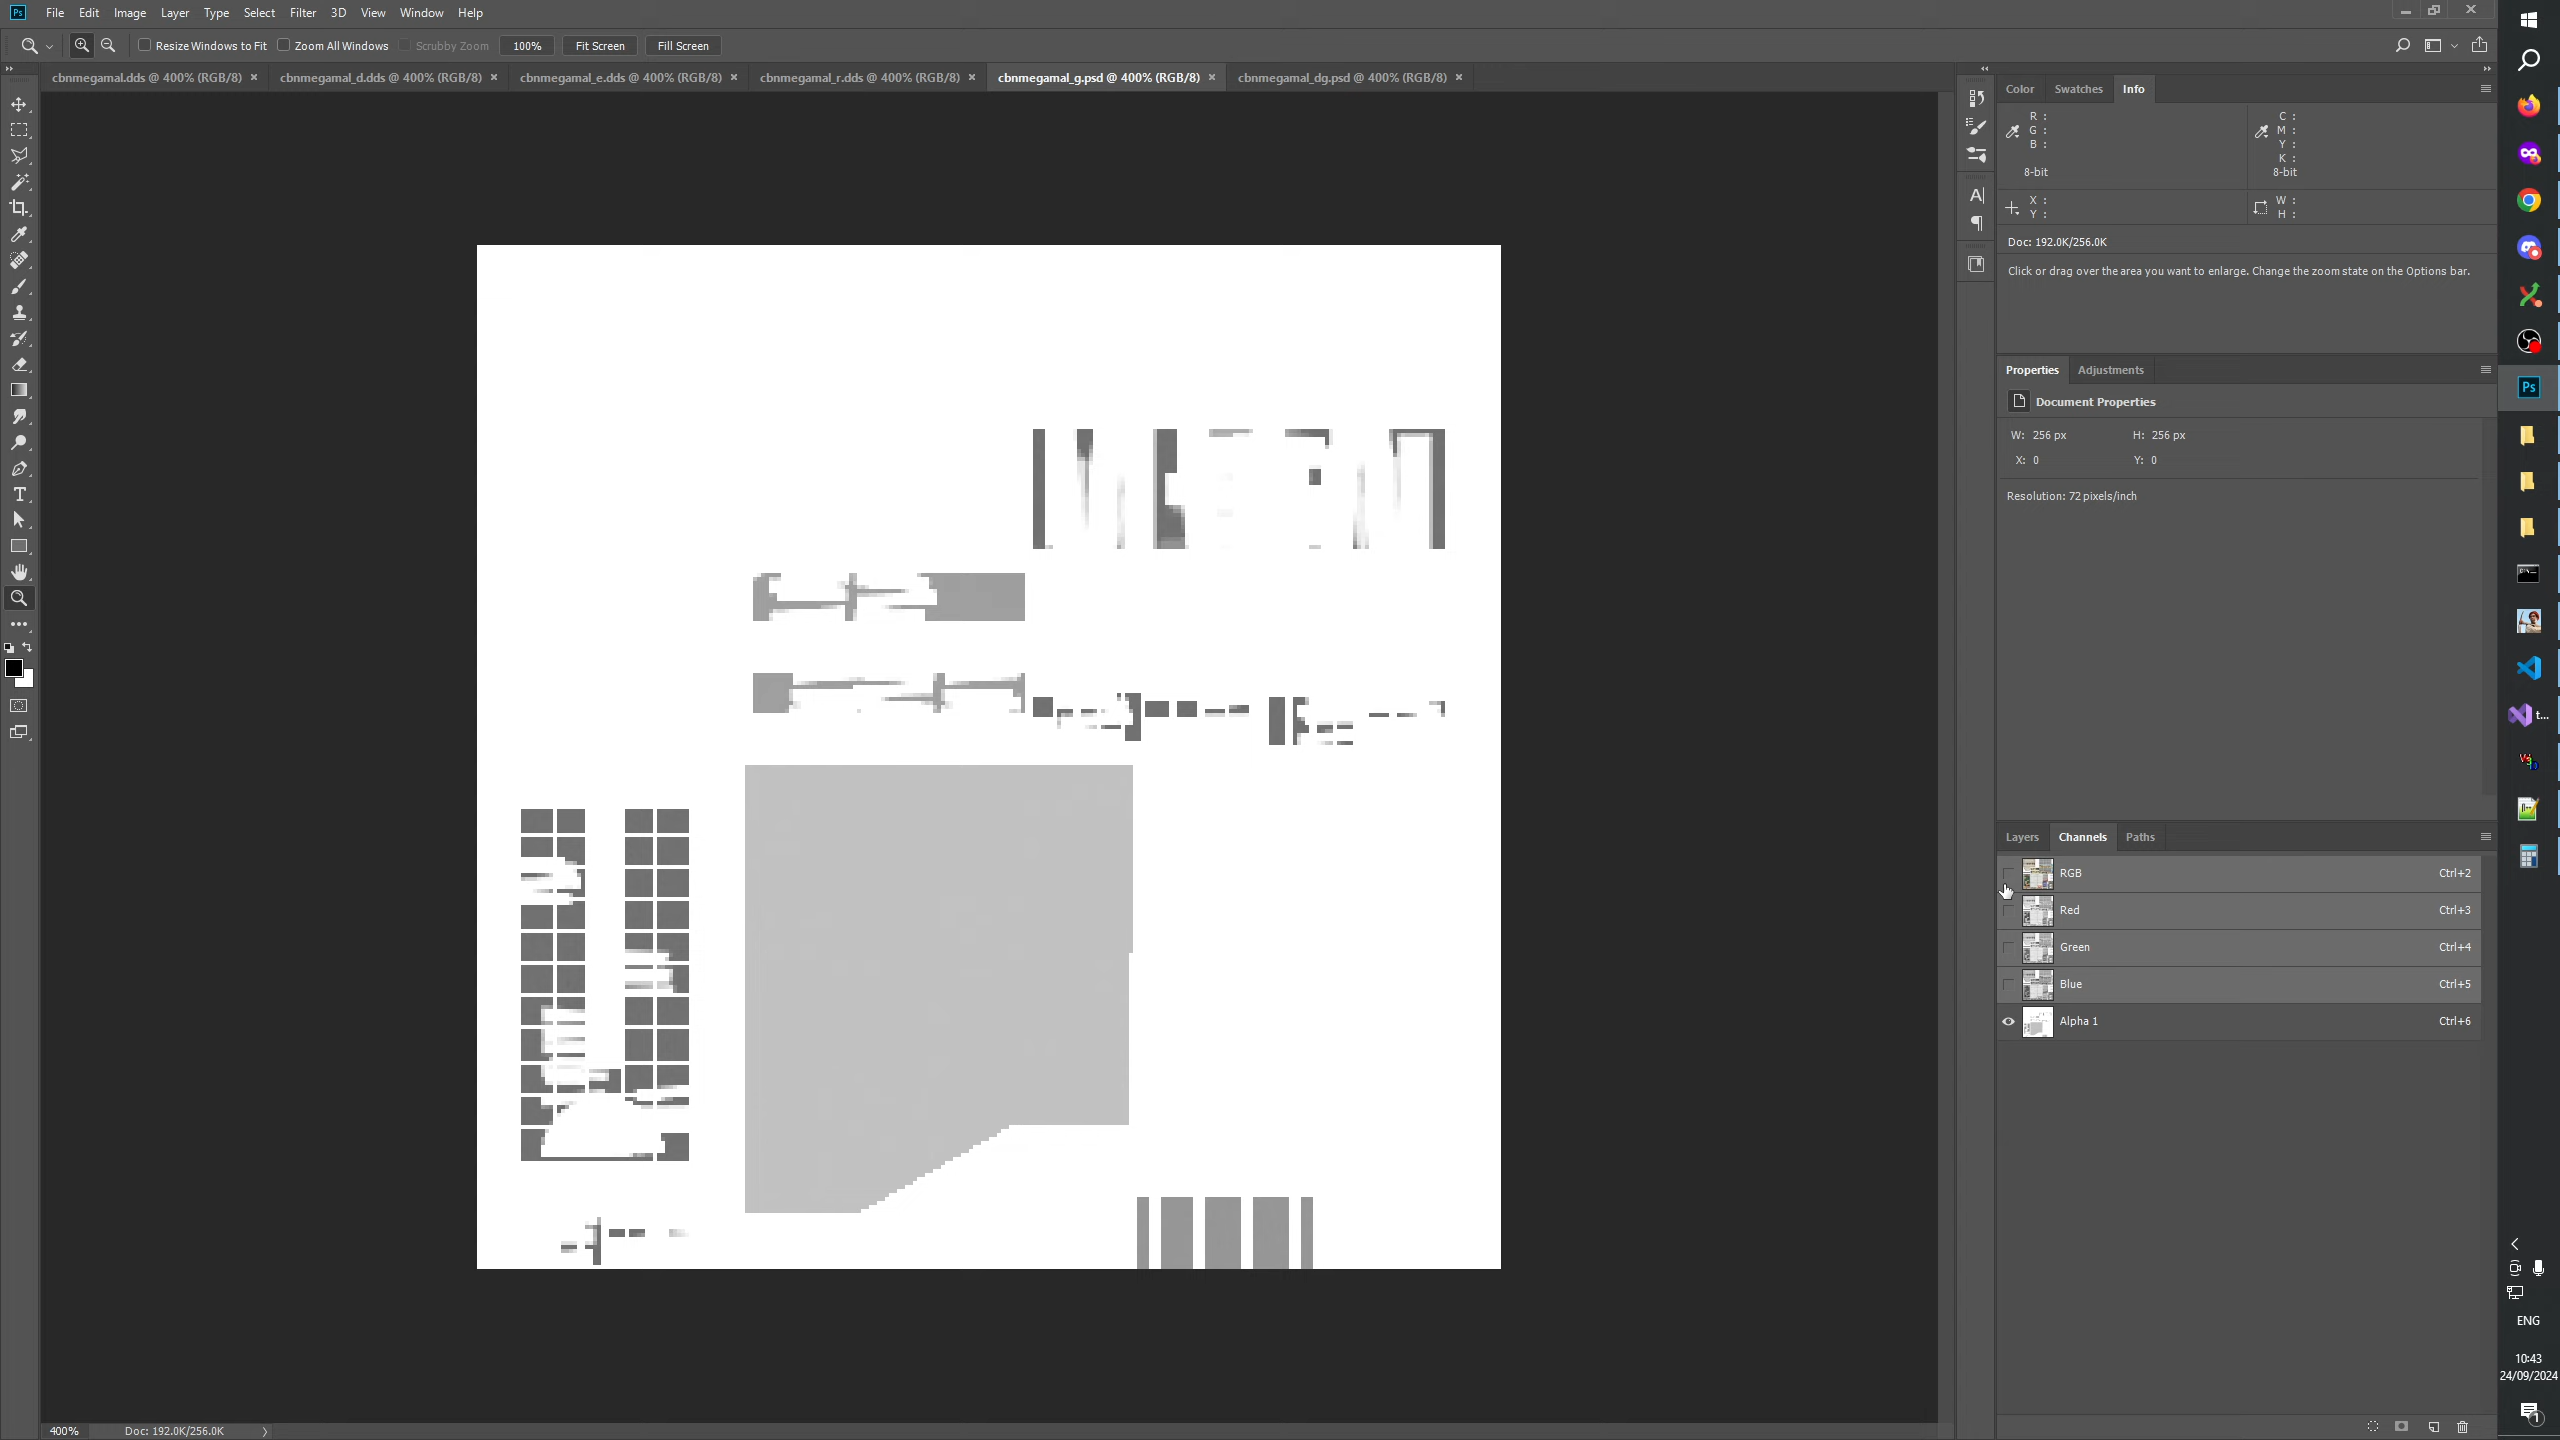 Ps File Edit Image Layer Type Select Filter 3D View Window Help
Resize Windows to Fit Zoom All Windows Scrubby Zoom 100% Fit Screen Fill Screen
cbnmegamal.dds @ 400% (RGB/8) × cbnmegamal_d.dds @ 400% (RGB/8) × cbnmegamal_e.dds @ 400% (RGB/8) × cbnmegamal_r.dds @ 400% (RGB/8) × cbnmegamal_g.psd @ 400% (RGB/8) × cbnmegamal_dg.psd @ 400% (RGB/8) ×
Color Swatches Info
R : C :
G : M :
B : Y :
K :
8-bit 8-bit
X : W :
Y : H :
Doc: 192.0K/256.0K
Click or drag over the area you want to enlarge. Change the zoom state on the Options bar.
Properties Adjustments
Document Properties
W: 256 px H: 256 px
X: 0 Y: 0
Resolution: 72 pixels/inch
Layers Channels Paths
RGB Ctrl+2
Red Ctrl+3
Green Ctrl+4
Blue Ctrl+5
Alpha 1 Ctrl+6
400% Doc: 192.0K/256.0K
Ps
t...
ENG
10:43
24/09/2024
1